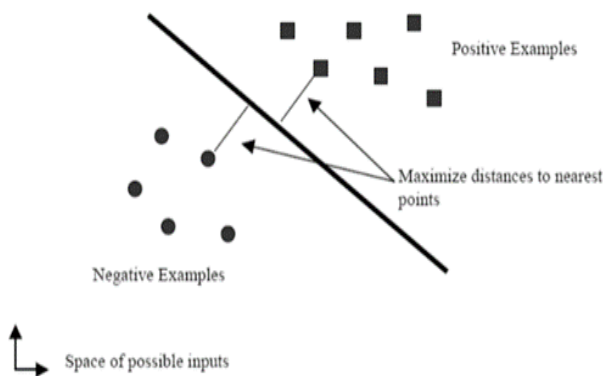 Positive Examples
Maximize distances to nearest
points
Negative Examples
Space of possible inputs